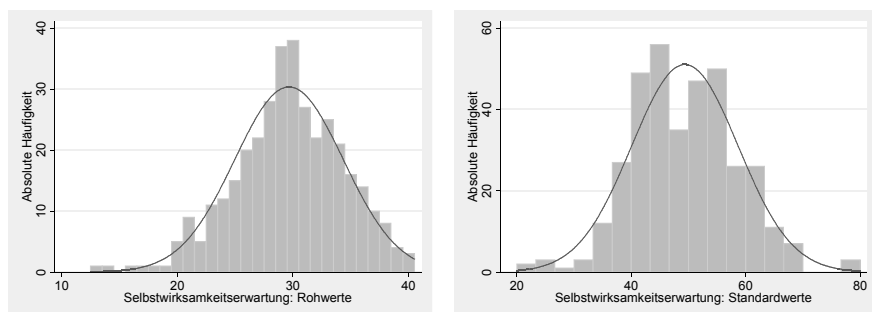 Absolute Häufigkeit
40
30
20
10
0
10 20 30 40
Selbstwirksamkeitserwartung: Rohwerte
Absolute Häufigkeit
60
40
20
0
20 40 60 80
Selbstwirksamkeitserwartung: Standardwerte